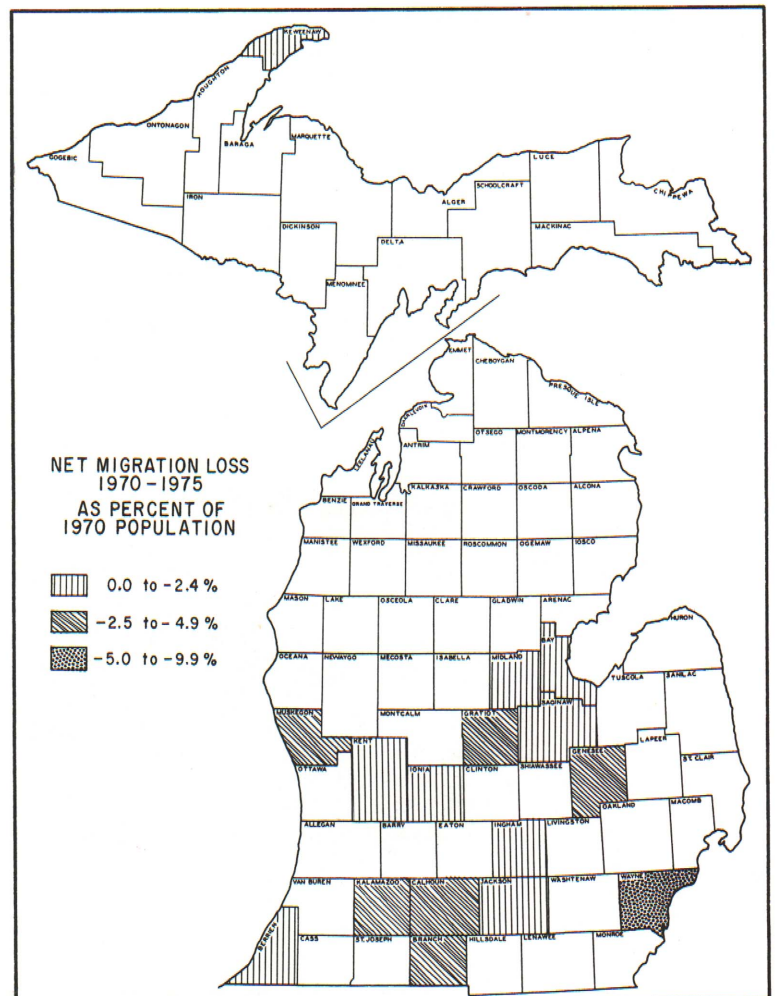 KEWEENAW
HOUGHTON
ONTONAGON
BARAGA
MARQUETTE
GOGEBIC
LUCE
CHIPPEWA
ALGER
SCHOOLCRAFT
IRON
DICKINSON
MACKINAC
DELTA
MENOMINEE
EMMET
CHEBOYGAN
PRESQUE ISLE
CHARLEVOIX
LEELANAU
ANTRIM
OTSEGO
MONTMORENCY
ALPENA
NET MIGRATION LOSS
1970-1975
AS PERCENT OF
1970 POPULATION
0.0 to -2.4 %
-2.5 to -4.9 %
-5.0 to -9.9 %
BENZIE
GRAND TRAVERSE
KALKASKA
CRAWFORD
OSCODA
ALCONA
MANISTEE
WEXFORD
MISSAUKEE
ROSCOMMON
OGEMAW
IOSCO
MASON
LAKE
OSCEOLA
CLARE
GLADWIN
ARENAC
HURON
BAY
OCEANA
NEWAYGO
MECOSTA
ISABELLA
MIDLAND
TUSCOLA
SANILAC
SAGINAW
MUSKEGON
MONTCALM
GRATIOT
KENT
LAPEER
GENESEE
ST. CLAIR
OTTAWA
IONIA
CLINTON
SHIAWASSEE
OAKLAND
MACOMB
ALLEGAN
BARRY
EATON
INGHAM
LIVINGSTON
VAN BUREN
KALAMAZOO
CALHOUN
JACKSON
WASHTENAW
WAYNE
BERRIEN
CASS
ST. JOSEPH
BRANCH
HILLSDALE
LENAWEE
MONROE